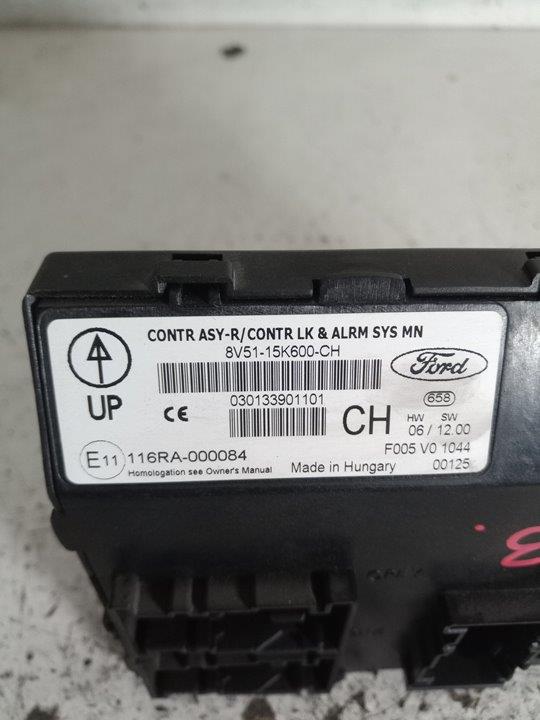 CONTR ASY-R/CONTR LK & ALRM SYS MN
8V51-15K600-CH
Ford
UP
CE
030133901101
CH
658
HW SW
06 / 12.00
E11 116RA-000084
F005 V0 1044
Homologation see Owner's Manual
Made in Hungary
00125